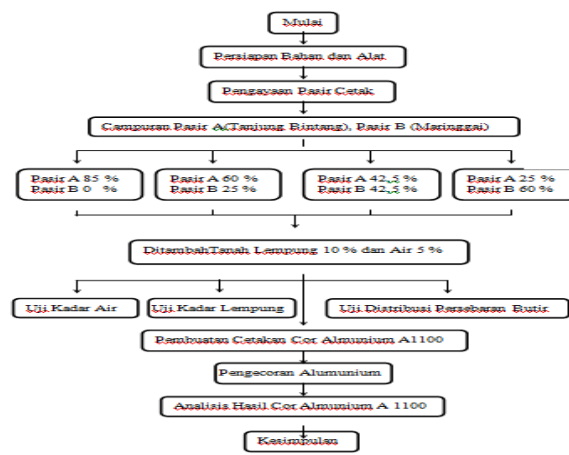 Mulai
Persiapan Bahan dan Alat
Pengayaan Pasir Cetak
Campuran Pasir A(Tanjung Bintang), Pasir B (Maringgai)
Pasir A 85 %
Pasir B 0 %
Pasir A 60 %
Pasir B 25 %
Pasir A 42,5 %
Pasir B 42,5 %
Pasir A 25 %
Pasir B 60 %
DitambahTanah Lempung 10 % dan Air 5 %
Uji Kadar Air
Uji Kadar Lempung
Uji Distribusi Persebaran Butir
Pembuatan Cetakan Cor Almunium A1100
Pengecoran Alumunium
Analisis Hasil Cor Almunium A 1100
Kesimpulan